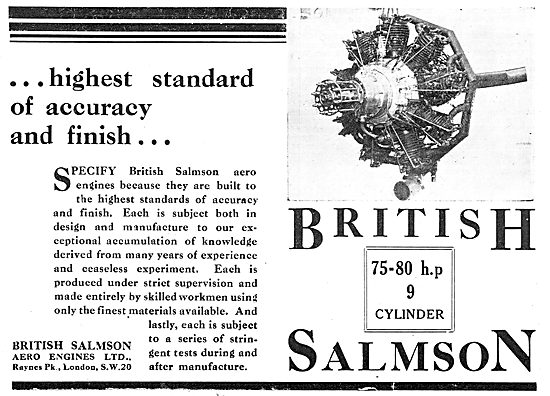 ...highest standard
of accuracy
and finish...
SPECIFY British Salmson aero
engines because they are built to
the highest standards of accuracy
and finish. Each is subject both in
design and manufacture to our ex-
ceptional accumulation of knowledge
derived from many years of experience
and ceaseless experiment. Each is
produced under strict supervision and
made entirely by skilled workmen using
only the finest materials available. And
lastly, each is subject
to a series of strin-
gent tests during and
after manufacture.
BRITISH SALMSON
AERO ENGINES LTD.,
Raynes Pk., London, S.W.20
BRITISH
75-80 h.p
9
CYLINDER
SALMSON